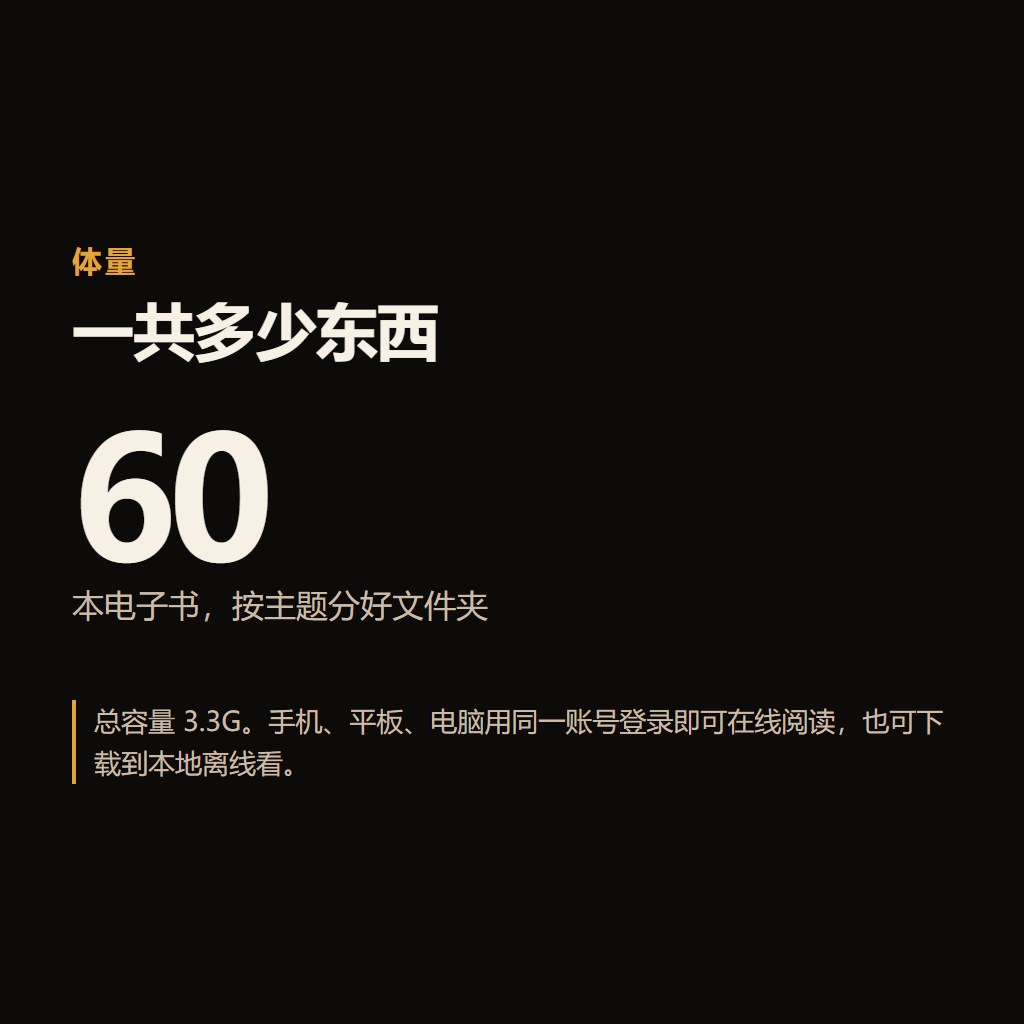 体量
一共多少东西
60
本电子书，按主题分好文件夹
总容量 3.3G。手机、平板、电脑用同一账号登录即可在线阅读，也可下
载到本地离线看。